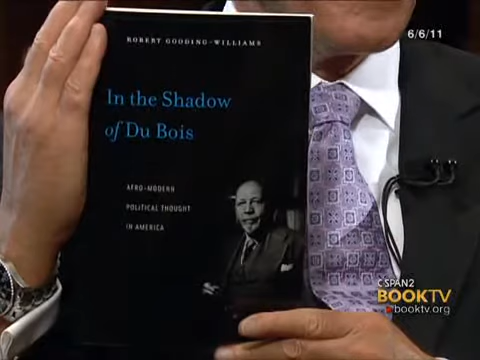 ROBERT GOODING-WILLIAMS
6/6/11
In the Shadow
of Du Bois
AFRO-MODERN
POLITICAL THOUGHT
IN AMERICA
CSPAN2
BOOKTV
booktv.org